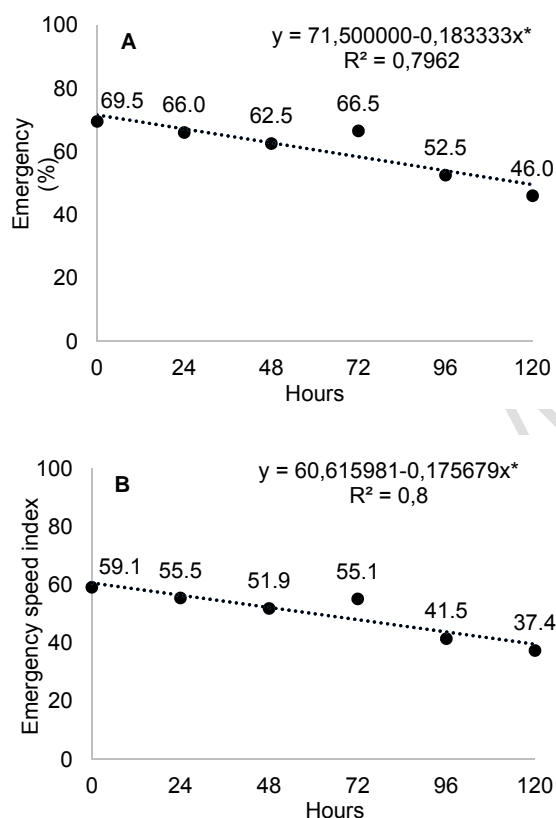 100
A
y = 71,500000-0,183333x*
R² = 0,7962
80
69.5 66.0 62.5 66.5 52.5 46.0
60
40
20
0
Emergency
(%)
0 24 48 72 96 120
Hours
100
B
y = 60,615981-0,175679x*
R² = 0,8
80
59.1 55.5 51.9 55.1 41.5 37.4
60
40
20
0
Emergency speed index
0 24 48 72 96 120
Hours